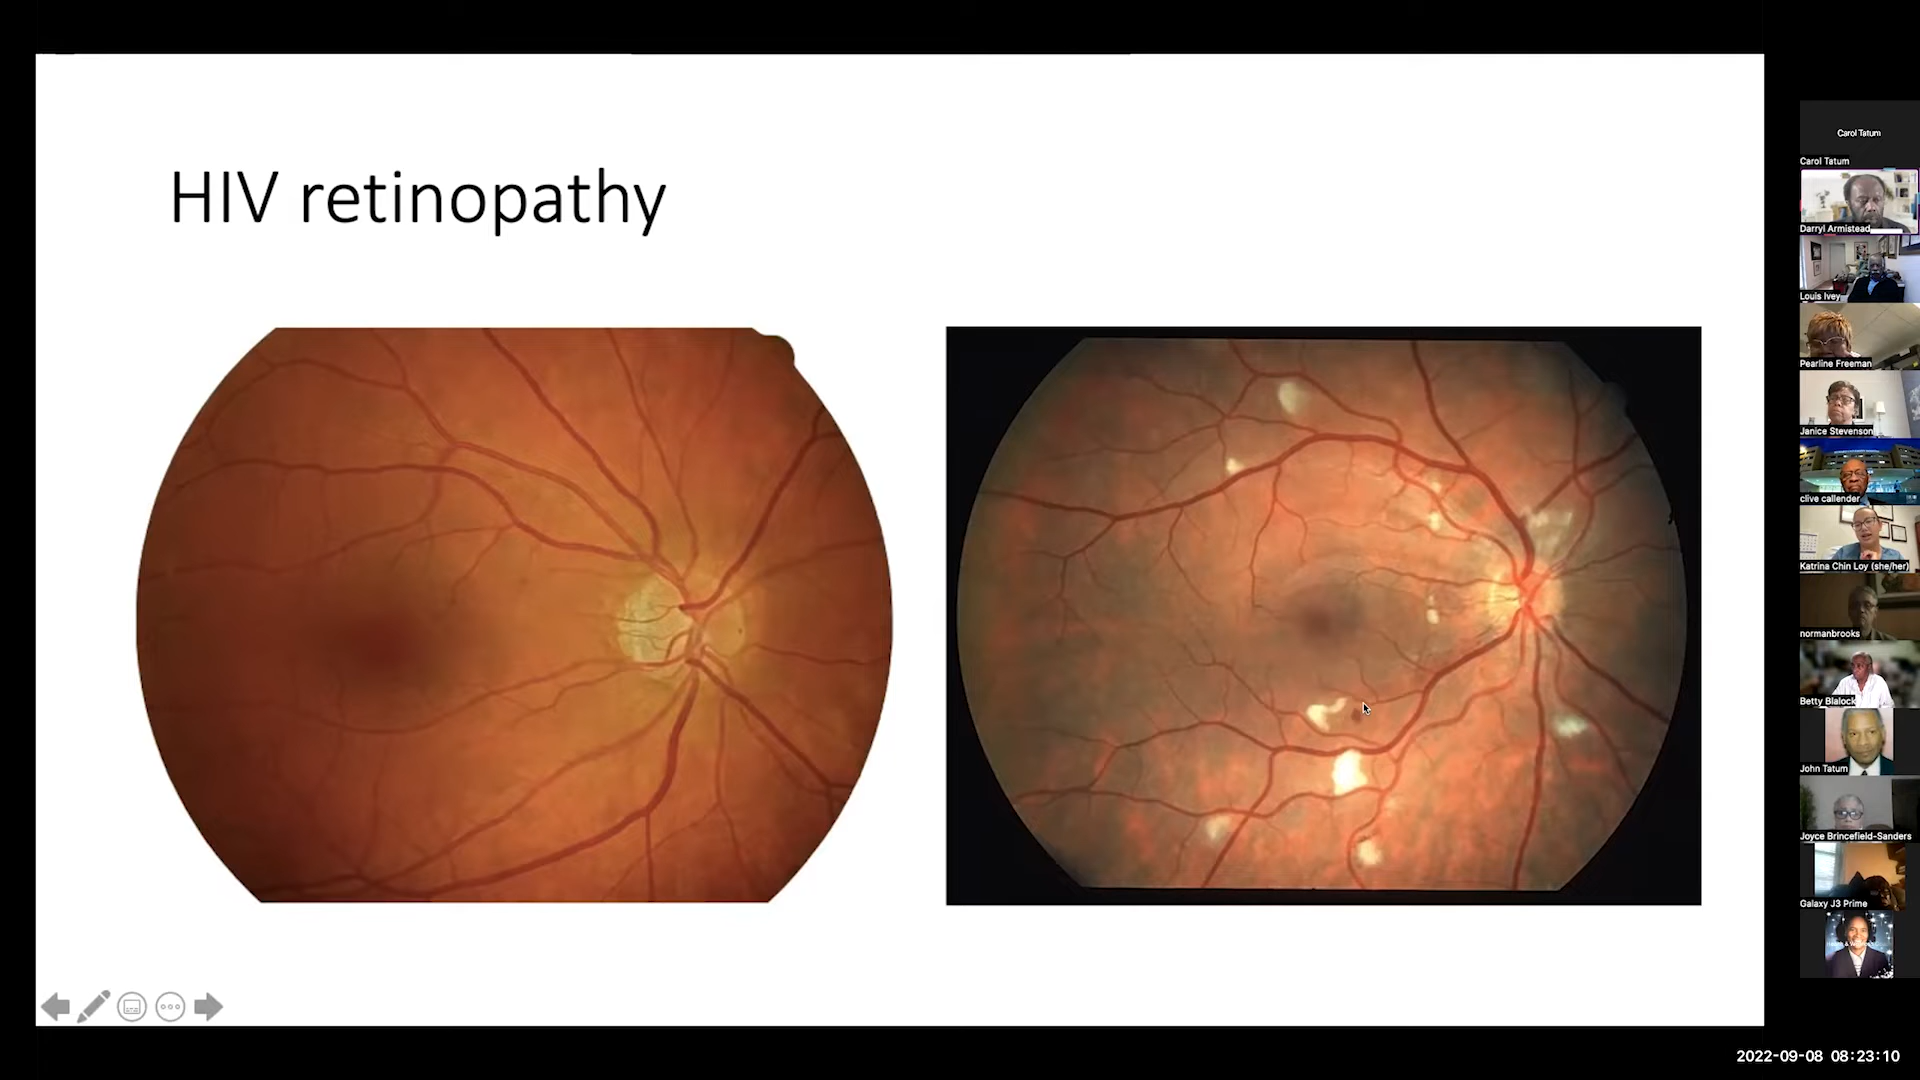 HIV retinopathy
Carol Tatum
Carol Tatum
Darryl Armistead
Louis Ivey
Pearline Freeman
Janice Stevenson
clive callender
Katrina Chin Loy (she/her)
normanbrooks
Betty Blalock
John Tatum
Joyce Brincefield-Sanders
Galaxy J3 Prime
2022-09-08 08:23:10